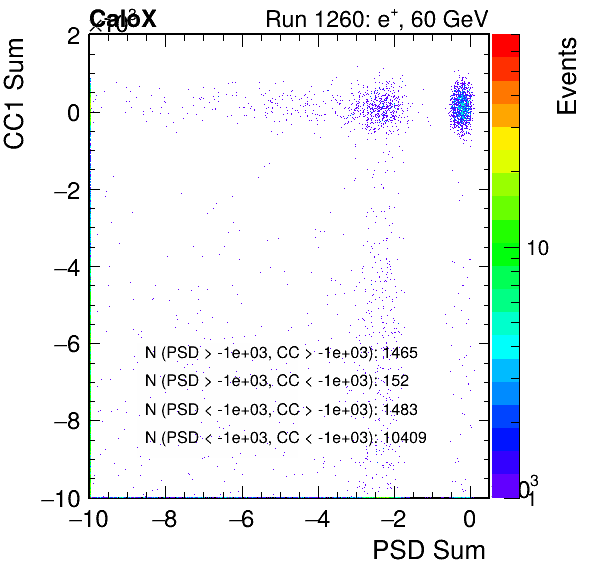 CaloX
Run 1260: e+, 60 GeV
×10³
CC1 Sum
Events
2
0
−2
−4
−6
−8
−10
10
1
N (PSD > -1e+03, CC > -1e+03): 1465
N (PSD > -1e+03, CC < -1e+03): 152
N (PSD < -1e+03, CC > -1e+03): 1483
N (PSD < -1e+03, CC < -1e+03): 10409
−10 −8 −6 −4 −2 0
PSD Sum